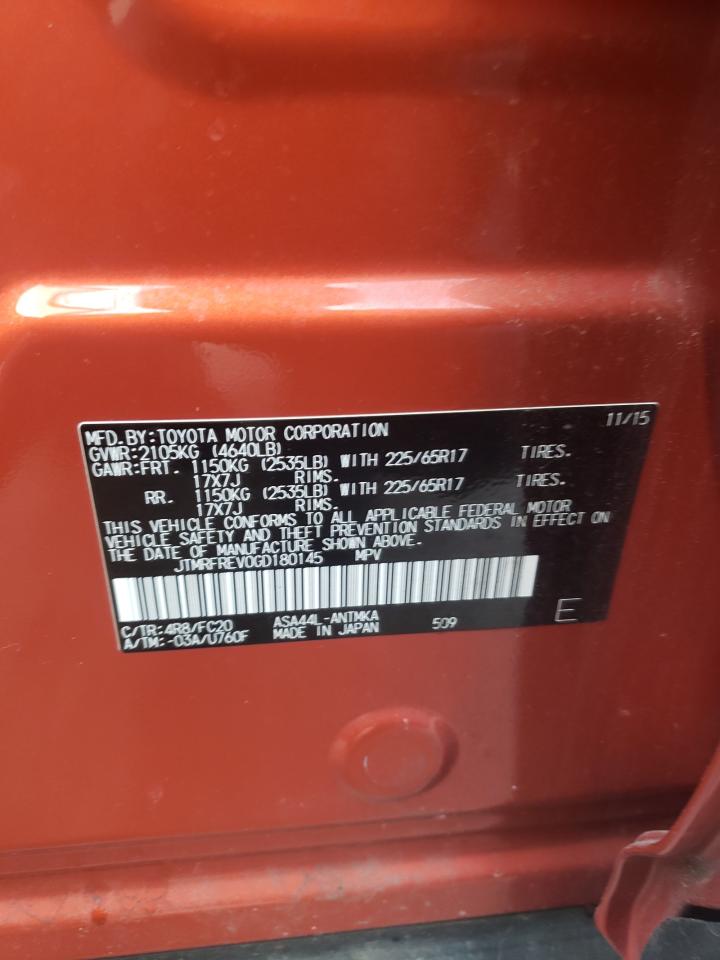 MFD.BY:TOYOTA MOTOR CORPORATION 11/15
GVWR:2105KG (4640LB)
GAWR:FRT. 1150KG (2535LB) WITH 225/65R17 TIRES.
17X7J RIMS.
RR. 1150KG (2535LB) WITH 225/65R17 TIRES.
17X7J RIMS.
THIS VEHICLE CONFORMS TO ALL APPLICABLE FEDERAL MOTOR
VEHICLE SAFETY AND THEFT PREVENTION STANDARDS IN EFFECT ON
THE DATE OF MANUFACTURE SHOWN ABOVE.
JTMRFREV0GD180145 MPV
C/TR:4R8/FC20 ASA44L-ANTMKA
A/TM:-03A/U760F MADE IN JAPAN 509 E